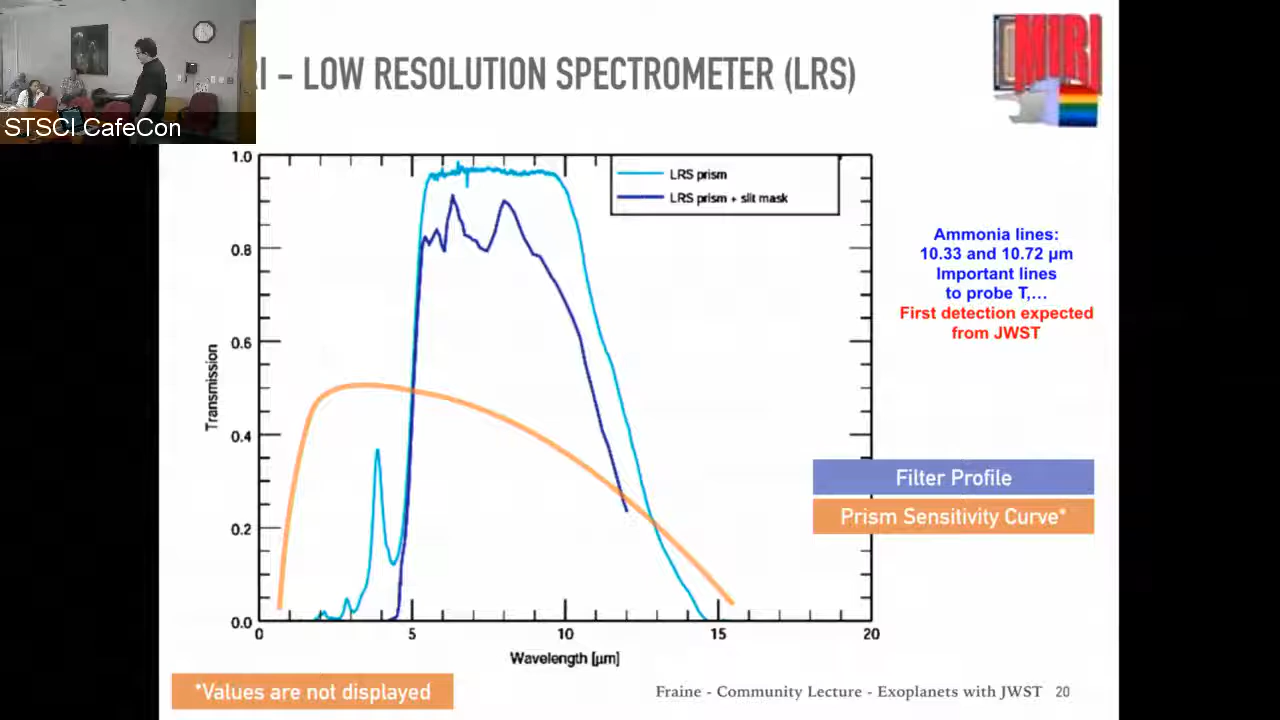 RI – LOW RESOLUTION SPECTROMETER (LRS)
MIRI
STSCI CafeCon
LRS prism
LRS prism + slit mask
Ammonia lines:
10.33 and 10.72 µm
Important lines
to probe T,…
First detection expected
from JWST
Filter Profile
Prism Sensitivity Curve*
Transmission
1.0
0.8
0.6
0.4
0.2
0.0
0
5
10
15
20
Wavelength [µm]
*Values are not displayed
Fraine - Community Lecture - Exoplanets with JWST 20